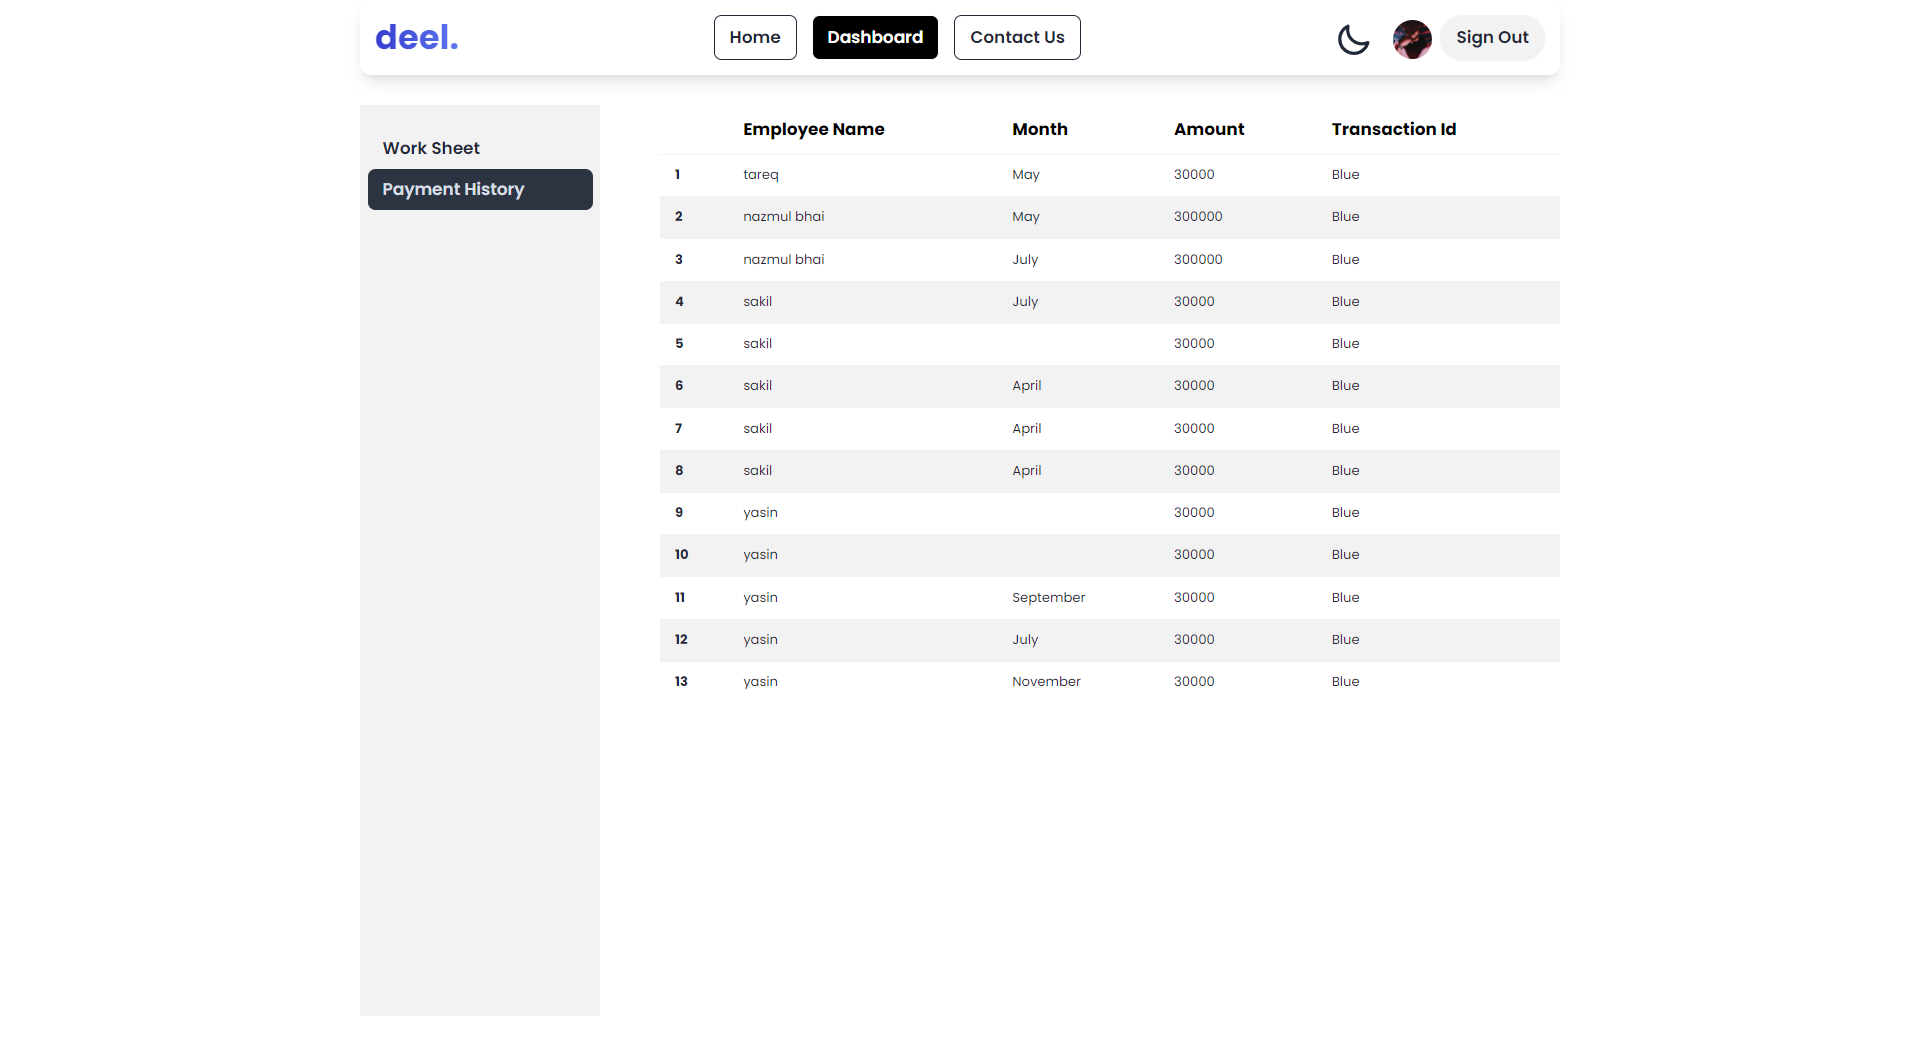 deel.
Home Dashboard Contact Us
Sign Out
Work Sheet
Payment History
Employee Name Month Amount Transaction Id
1 tareq May 30000 Blue
2 nazmul bhai May 300000 Blue
3 nazmul bhai July 300000 Blue
4 sakil July 30000 Blue
5 sakil 30000 Blue
6 sakil April 30000 Blue
7 sakil April 30000 Blue
8 sakil April 30000 Blue
9 yasin 30000 Blue
10 yasin 30000 Blue
11 yasin September 30000 Blue
12 yasin July 30000 Blue
13 yasin November 30000 Blue